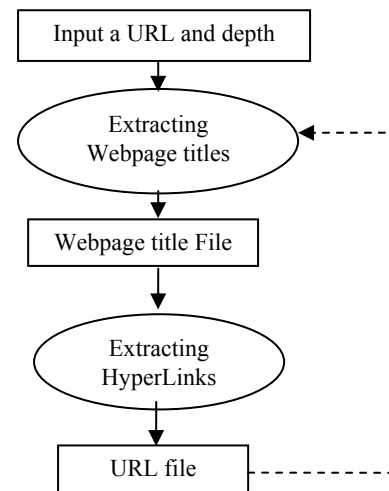 Input a URL and depth
Extracting
Webpage titles
Webpage title File
Extracting
HyperLinks
URL file